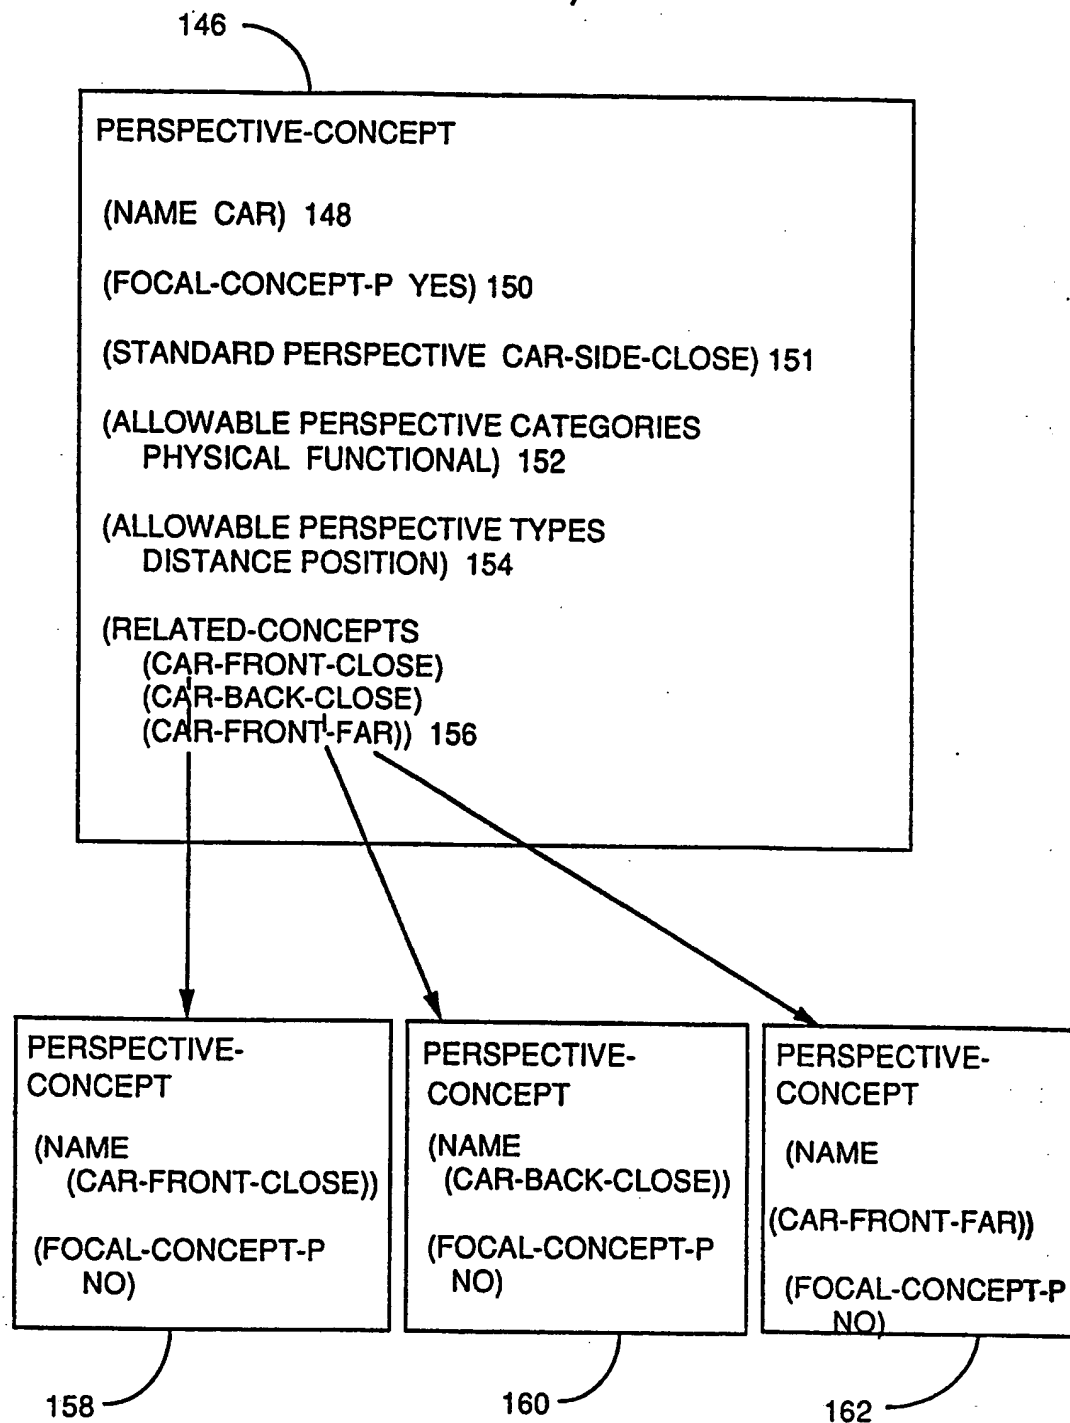 146
PERSPECTIVE-CONCEPT
(NAME CAR) 148
(FOCAL-CONCEPT-P YES) 150
(STANDARD PERSPECTIVE CAR-SIDE-CLOSE) 151
(ALLOWABLE PERSPECTIVE CATEGORIES
PHYSICAL FUNCTIONAL) 152
(ALLOWABLE PERSPECTIVE TYPES
DISTANCE POSITION) 154
(RELATED-CONCEPTS
(CAR-FRONT-CLOSE)
(CAR-BACK-CLOSE)
(CAR-FRONT-FAR)) 156
PERSPECTIVE-
CONCEPT
(NAME
(CAR-FRONT-CLOSE))
(FOCAL-CONCEPT-P
NO)
158
PERSPECTIVE-
CONCEPT
(NAME
(CAR-BACK-CLOSE))
(FOCAL-CONCEPT-P
NO)
160
PERSPECTIVE-
CONCEPT
(NAME
(CAR-FRONT-FAR))
(FOCAL-CONCEPT-P
NO)
162